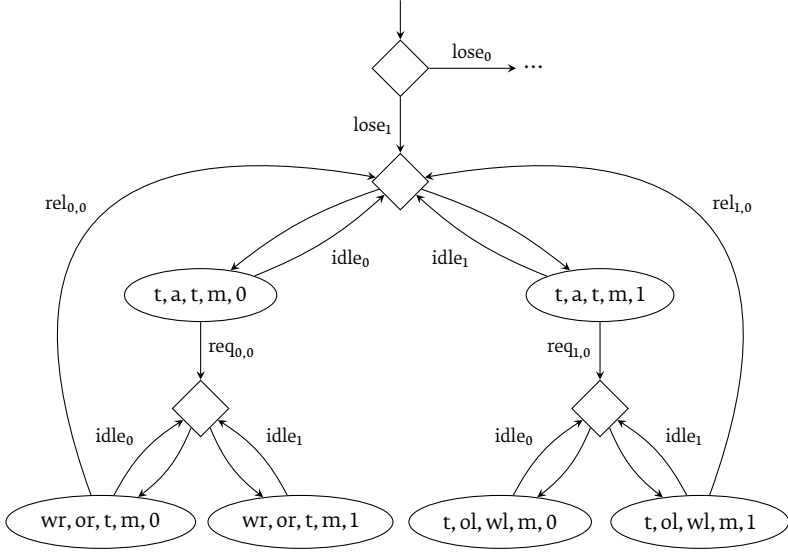 lose₀
...
lose₁
rel₀,₀
rel₁,₀
idle₀
idle₁
t, a, t, m, 0
t, a, t, m, 1
req₀,₀
req₁,₀
idle₀
idle₁
idle₀
idle₁
wr, or, t, m, 0
wr, or, t, m, 1
t, ol, wl, m, 0
t, ol, wl, m, 1